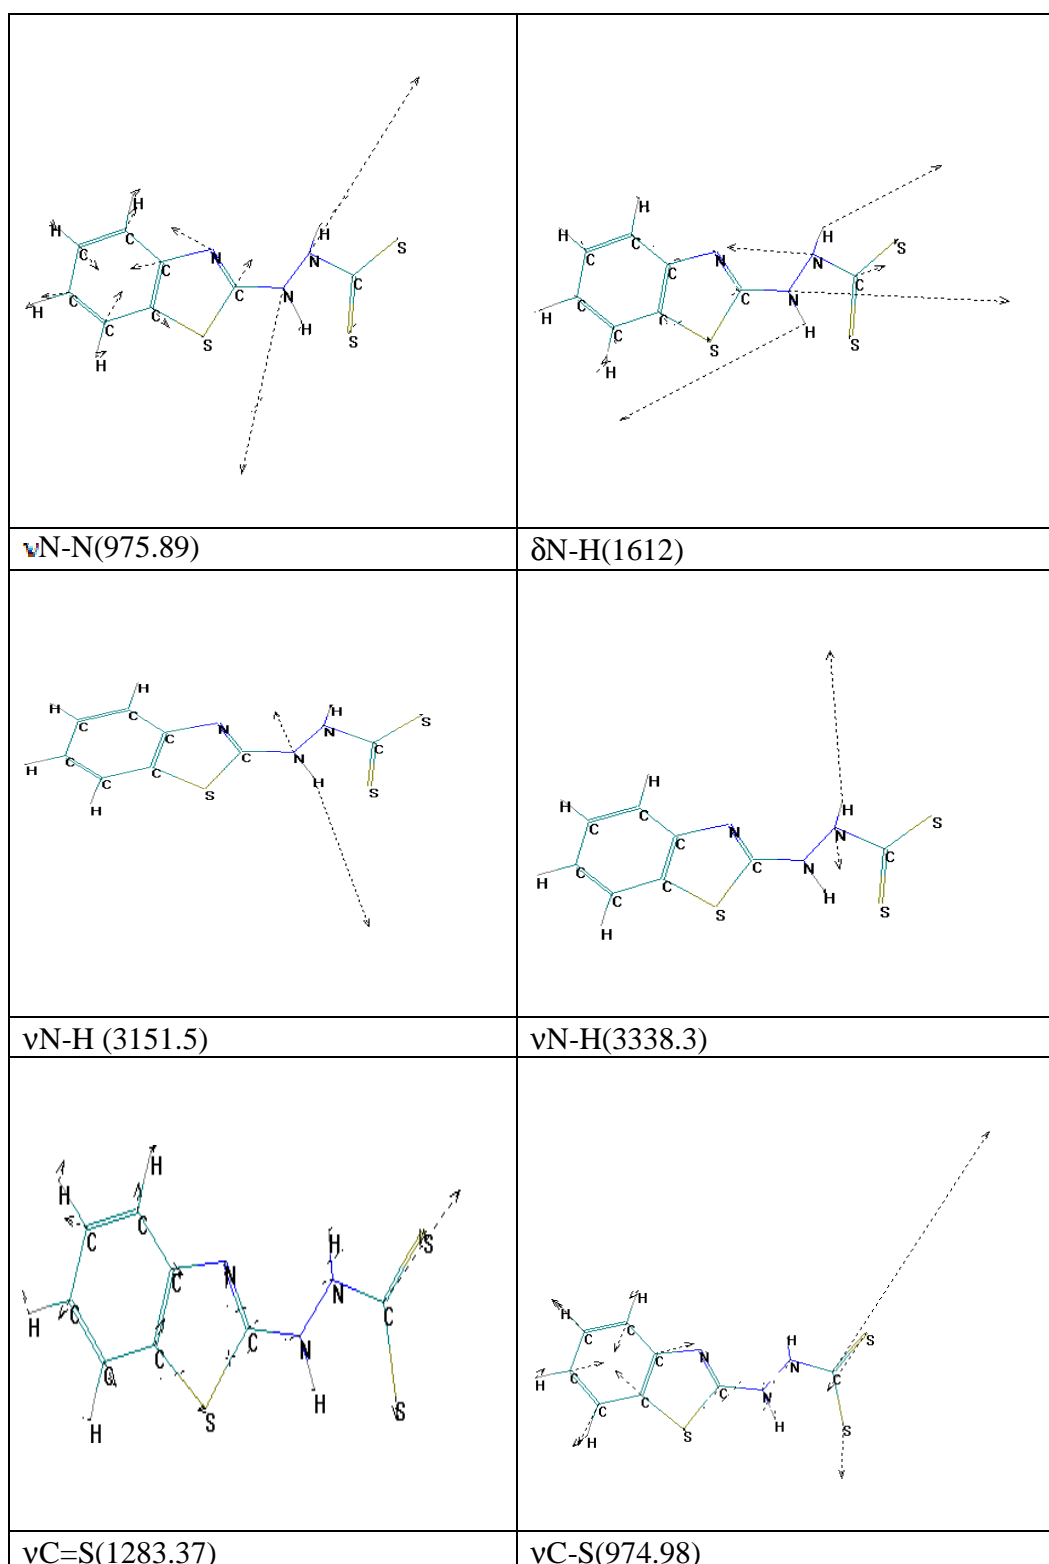 H H C C C N H N S C C C N C H S H S
νN-N(975.89)
H H C C C N H N S C H C C C N H S H S
δN-H(1612)
H H C C C N H N S C H C C C N H S H S
νN-H (3151.5)
H H C C C N H N S C H C C C N H S H S
νN-H(3338.3)
H H C C C N H N S C H C C C N H S H S
νC=S(1283.37)
H H C C C N H N S C H C C C N H S H S
νC-S(974.98)